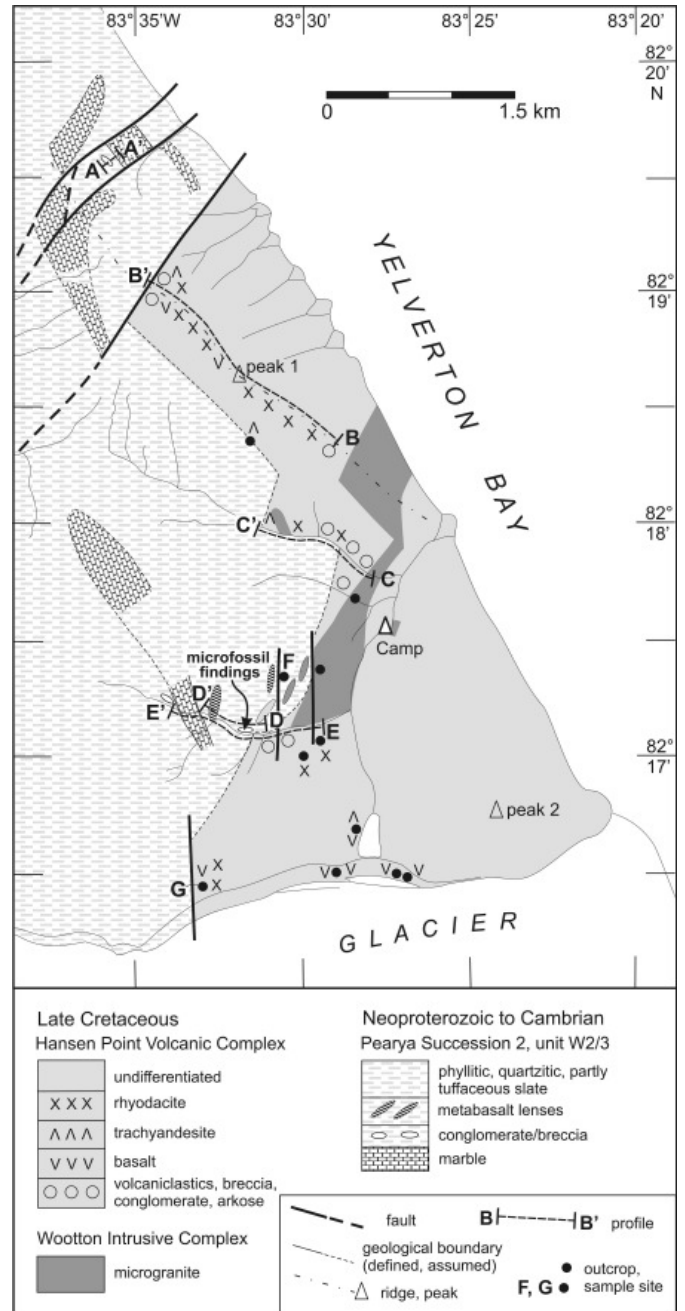 83° 35'W 83° 30' 83° 25' 83° 20'
82°
20'
N
0 1.5 km
A A'
YELVERTON BAY
B'
82°
19'
peak 1
B
82°
18'
C'
C
Camp
microfossil
findings
F
D'
E'
D
E
82°
17'
peak 2
G
GLACIER
Late Cretaceous
Hansen Point Volcanic Complex
undifferentiated
rhyodacite
trachyandesite
basalt
volcaniclastics, breccia,
conglomerate, arkose
Wootton Intrusive Complex
microgranite
Neoproterozoic to Cambrian
Pearya Succession 2, unit W2/3
phyllitic, quartzitic, partly
tuffaceous slate
metabasalt lenses
conglomerate/breccia
marble
fault
geological boundary
(defined, assumed)
ridge, peak
B B' profile
outcrop,
F, G sample site